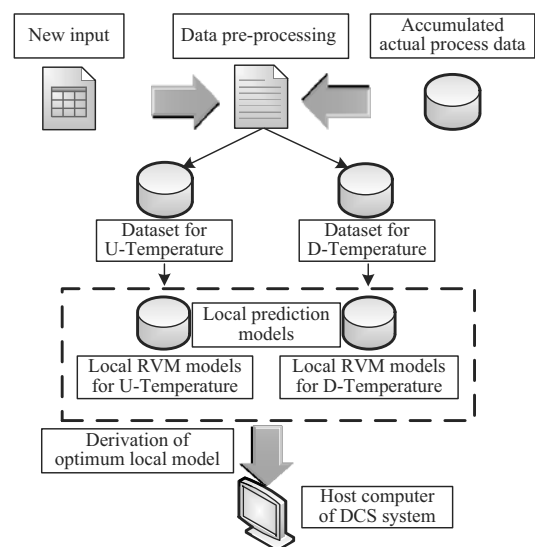 New input
Data pre-processing
Accumulated
actual process data
Dataset for
U-Temperature
Dataset for
D-Temperature
Local prediction
models
Local RVM models
for U-Temperature
Local RVM models
for D-Temperature
Derivation of
optimum local model
Host computer
of DCS system